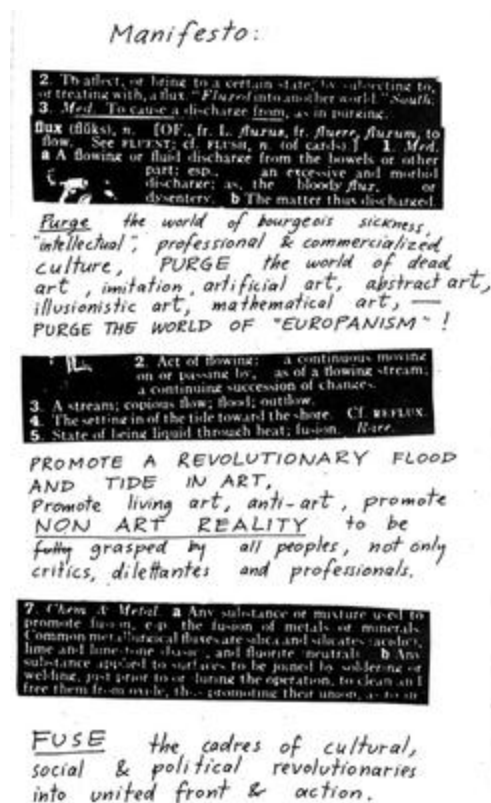 Manifesto:
2. To affect, or bring to a certain state, by subjecting to,
or treating with, a flux. "Fluxed into another world." South.
3. Med. To cause a discharge from, as in purging.
flux (flŭks), n. [OF., fr. L. fluxus, fr. fluere, fluxum, to
flow. See FLUENT; cf. FLUSH, n. (of cards).] 1. Med.
a A flowing or fluid discharge from the bowels or other
part; esp., an excessive and morbid
discharge; as, the bloody flux, or
dysentery. b The matter thus discharged.
Purge the world of bourgeois sickness,
"intellectual", professional & commercialized
culture, PURGE the world of dead
art, imitation, artificial art, abstract art,
illusionistic art, mathematical art, —
PURGE THE WORLD OF "EUROPANISM"!
2. Act of flowing: a continuous moving
on or passing by, as of a flowing stream;
a continuing succession of changes.
3. A stream; copious flow; flood; outflow.
4. The setting in of the tide toward the shore. Cf. REFLUX.
5. State of being liquid through heat; fusion. Rare.
PROMOTE A REVOLUTIONARY FLOOD
AND TIDE IN ART,
Promote living art, anti-art, promote
NON ART REALITY to be
fully grasped by all peoples, not only
critics, dilettantes and professionals.
7. Chem. & Metal. a Any substance or mixture used to
promote fusion, esp. the fusion of metals or minerals.
Common metallurgical fluxes are silica and silicates (acidic),
lime and limestone (basic), and fluorite (neutral). b Any
substance applied to surfaces to be joined by soldering or
welding, just prior to or during the operation, to clean and
free them from oxide, thus promoting their union, as
FUSE the cadres of cultural,
social & political revolutionaries
into united front & action.